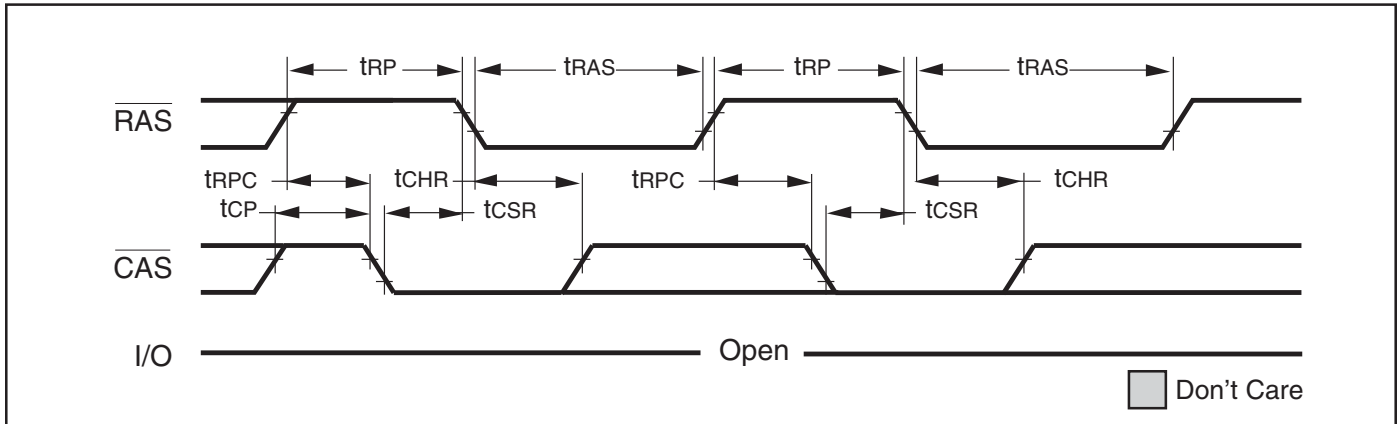 tRP tRAS tRP tRAS
RAS
tRPC tCHR tRPC tCHR
tCP tCSR tCSR
CAS
I/O Open
Don't Care